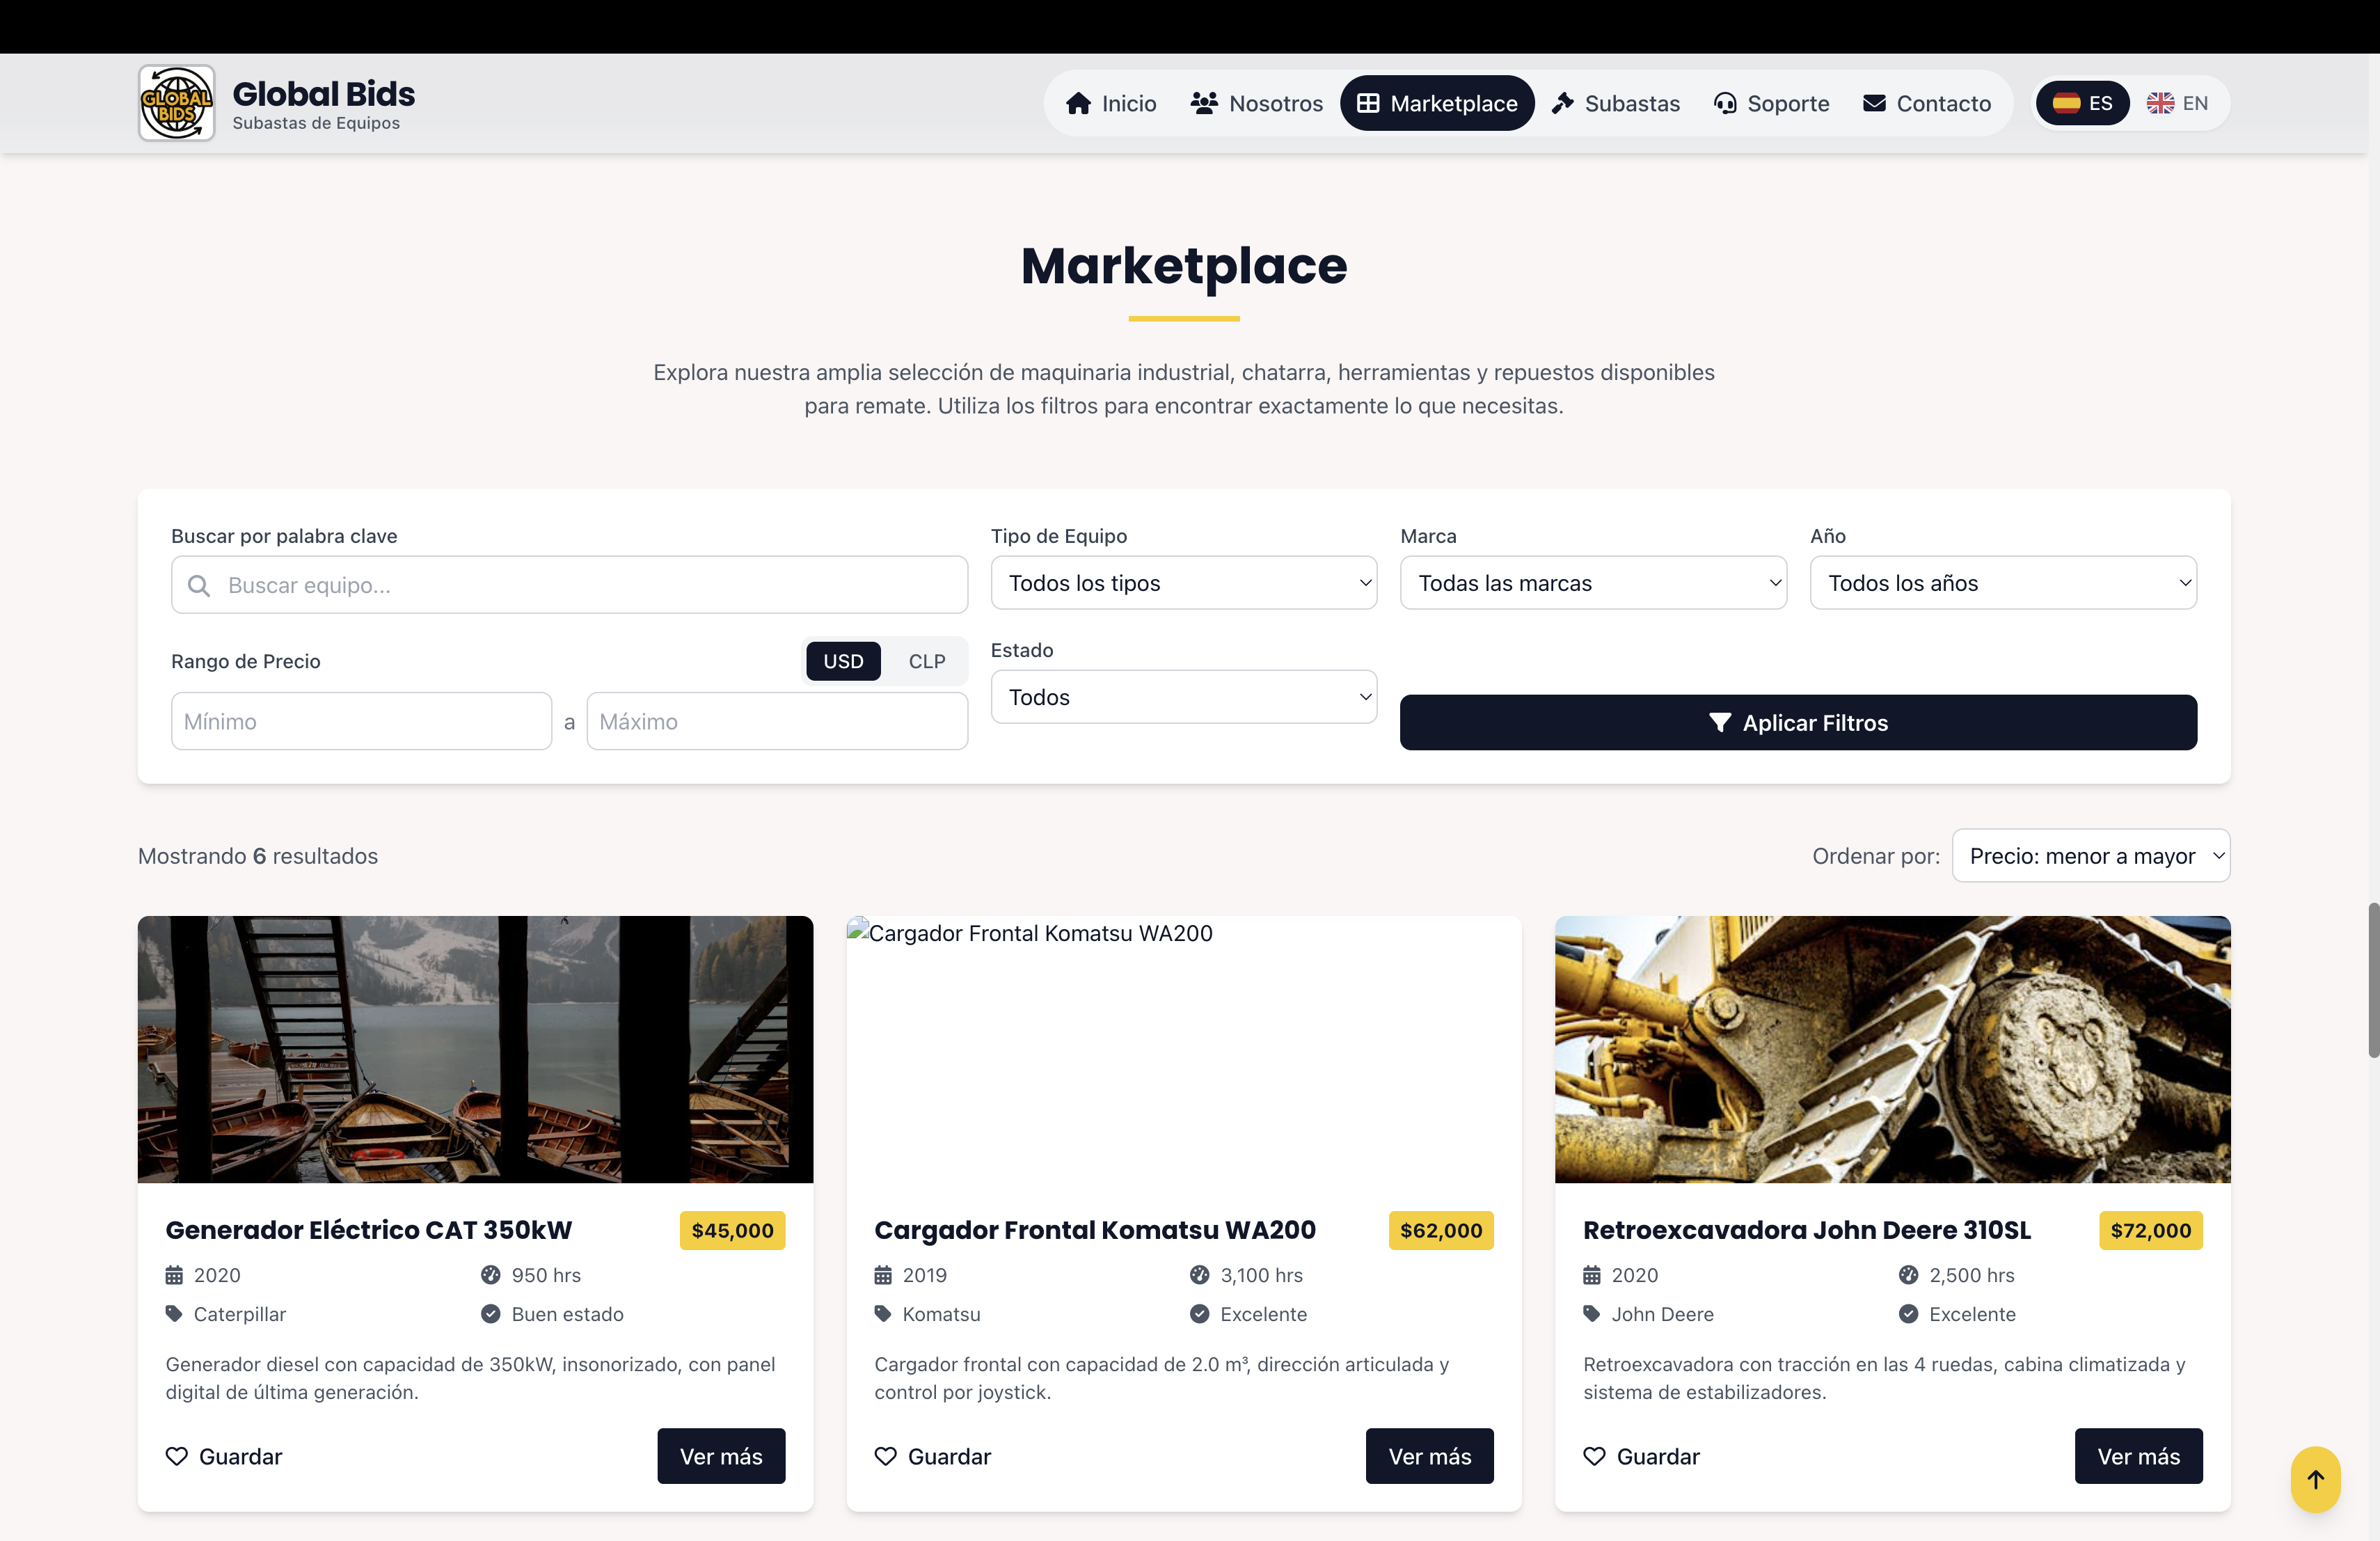 GLOBAL
BIDS
Global Bids
Subastas de Equipos
Inicio
Nosotros
Marketplace
Subastas
Soporte
Contacto
ES
EN
Marketplace
Explora nuestra amplia selección de maquinaria industrial, chatarra, herramientas y repuestos disponibles
para remate. Utiliza los filtros para encontrar exactamente lo que necesitas.
Buscar por palabra clave
Buscar equipo...
Tipo de Equipo
Todos los tipos
Marca
Todas las marcas
Año
Todos los años
Rango de Precio
USD
CLP
Mínimo
a
Máximo
Estado
Todos
Aplicar Filtros
Mostrando 6 resultados
Ordenar por:
Precio: menor a mayor
Generador Eléctrico CAT 350kW
$45,000
2020
950 hrs
Caterpillar
Buen estado
Generador diesel con capacidad de 350kW, insonorizado, con panel
digital de última generación.
Guardar
Ver más
Cargador Frontal Komatsu WA200
Cargador Frontal Komatsu WA200
$62,000
2019
3,100 hrs
Komatsu
Excelente
Cargador frontal con capacidad de 2.0 m³, dirección articulada y
control por joystick.
Guardar
Ver más
Retroexcavadora John Deere 310SL
$72,000
2020
2,500 hrs
John Deere
Excelente
Retroexcavadora con tracción en las 4 ruedas, cabina climatizada y
sistema de estabilizadores.
Guardar
Ver más